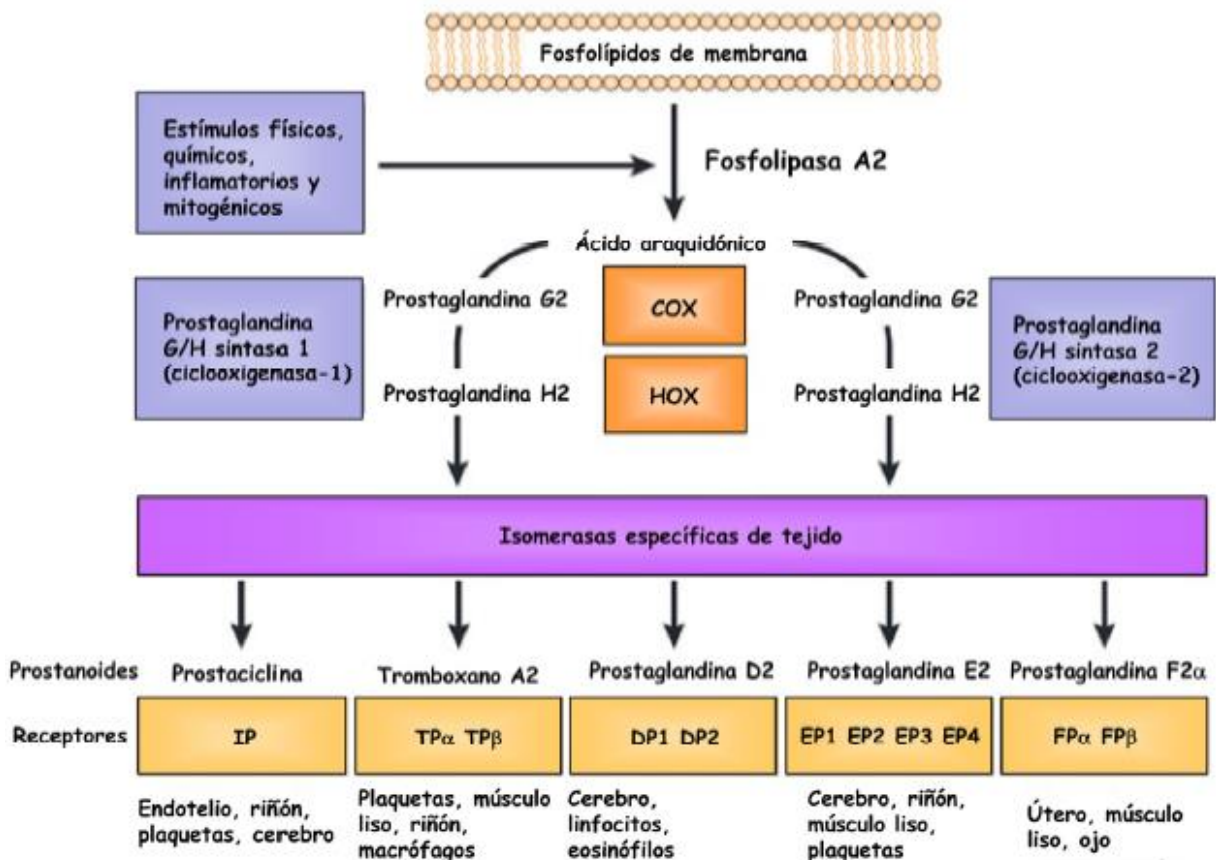 Fosfolípidos de membrana
Estímulos físicos,
químicos,
inflamatorios y
mitogénicos
Fosfolipasa A2
Ácido araquidónico
Prostaglandina
G/H sintasa 1
(ciclooxigenasa-1)
Prostaglandina G2
Prostaglandina H2
COX
HOX
Prostaglandina G2
Prostaglandina H2
Prostaglandina
G/H sintasa 2
(ciclooxigenasa-2)
Isomerasas específicas de tejido
Prostanoides
Prostaciclina
Tromboxano A2
Prostaglandina D2
Prostaglandina E2
Prostaglandina F2α
Receptores
IP
TPα TPβ
DP1 DP2
EP1 EP2 EP3 EP4
FPα FPβ
Endotelio, riñón,
plaquetas, cerebro
Plaquetas, músculo
liso, riñón,
macrófagos
Cerebro,
linfocitos,
eosinófilos
Cerebro, riñón,
músculo liso,
plaquetas
Útero, músculo
liso, ojo